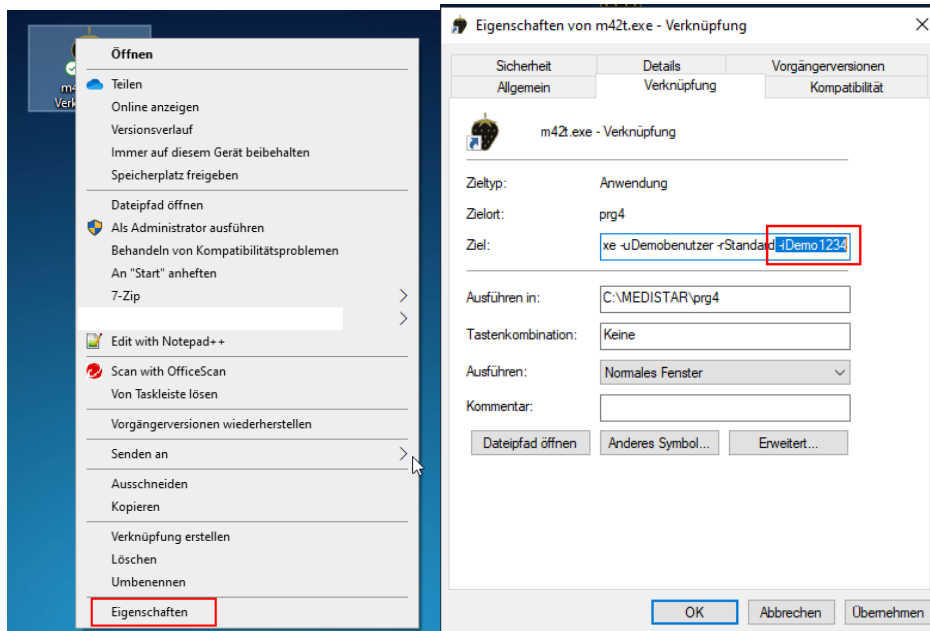 Öffnen
Teilen
Online anzeigen
Versionsverlauf
Immer auf diesem Gerät beibehalten
Speicherplatz freigeben
Dateipfad öffnen
Als Administrator ausführen
Behandeln von Kompatibilitätsproblemen
An "Start" anheften
7-Zip
Edit with Notepad++
Scan with OfficeScan
Von Taskleiste lösen
Vorgängerversionen wiederherstellen
Senden an
Ausschneiden
Kopieren
Verknüpfung erstellen
Löschen
Umbenennen
Eigenschaften
Eigenschaften von m42t.exe - Verknüpfung
Sicherheit Details Vorgängerversionen
Allgemein Verknüpfung Kompatibilität
m42t.exe - Verknüpfung
Zieltyp: Anwendung
Zielort: prg4
Ziel: xe -uDemobenutzer -rStandard -iDemo1234
Ausführen in: C:\MEDISTAR\prg4
Tastenkombination: Keine
Ausführen: Normales Fenster
Kommentar:
Dateipfad öffnen Anderes Symbol... Erweitert...
OK Abbrechen Übernehmen